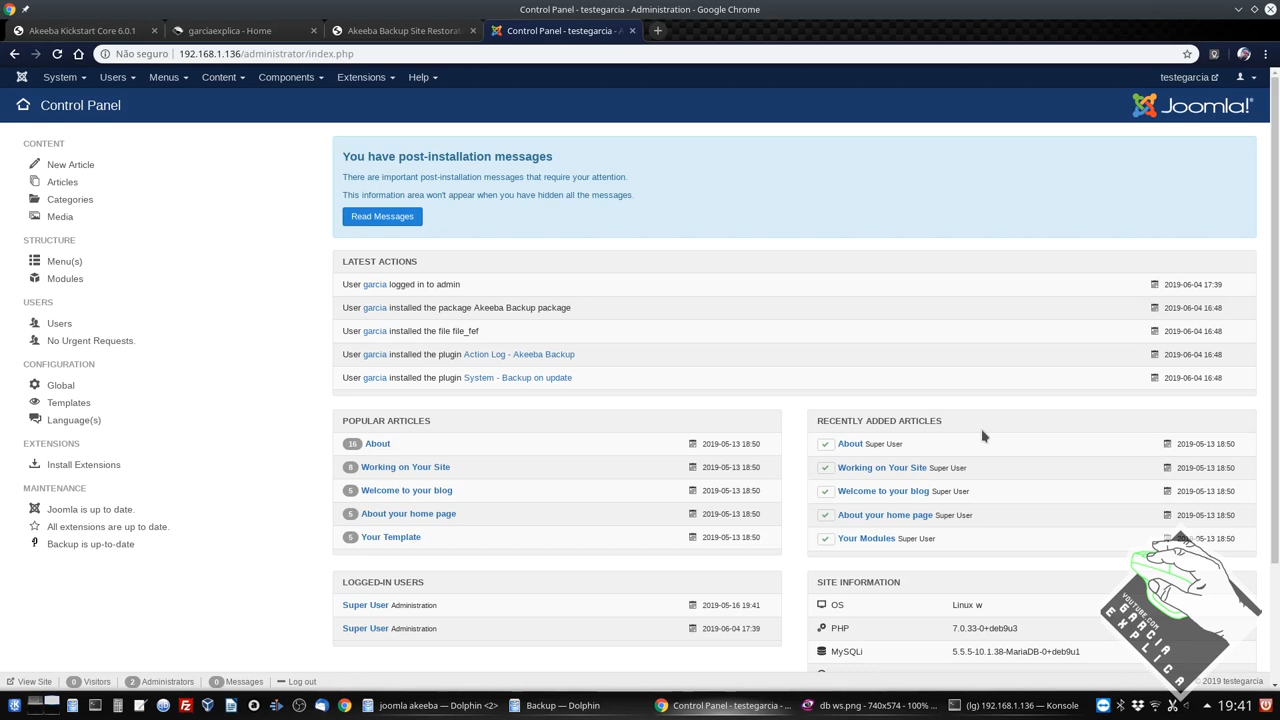 Control Panel - testegarcia - Administration - Google Chrome
Akeeba Kickstart Core 6.0.1
garciaexplica - Home
Akeeba Backup Site Restorat
Control Panel - testegarcia - A
Não seguro | 192.168.1.136/administrator/index.php
System Users Menus Content Components Extensions Help testegarcia
Control Panel Joomla!
CONTENT
New Article
Articles
Categories
Media
STRUCTURE
Menu(s)
Modules
USERS
Users
No Urgent Requests.
CONFIGURATION
Global
Templates
Language(s)
EXTENSIONS
Install Extensions
MAINTENANCE
Joomla is up to date.
All extensions are up to date.
Backup is up-to-date
You have post-installation messages
There are important post-installation messages that require your attention.
This information area won't appear when you have hidden all the messages.
Read Messages
LATEST ACTIONS
User garcia logged in to admin 2019-06-04 17:39
User garcia installed the package Akeeba Backup package 2019-06-04 16:48
User garcia installed the file file_fef 2019-06-04 16:48
User garcia installed the plugin Action Log - Akeeba Backup 2019-06-04 16:48
User garcia installed the plugin System - Backup on update 2019-06-04 16:48
POPULAR ARTICLES
16 About 2019-05-13 18:50
8 Working on Your Site 2019-05-13 18:50
5 Welcome to your blog 2019-05-13 18:50
5 About your home page 2019-05-13 18:50
5 Your Template 2019-05-13 18:50
RECENTLY ADDED ARTICLES
About Super User 2019-05-13 18:50
Working on Your Site Super User 2019-05-13 18:50
Welcome to your blog Super User 2019-05-13 18:50
About your home page Super User 2019-05-13 18:50
Your Modules Super User
LOGGED-IN USERS
Super User Administration 2019-05-16 19:41
Super User Administration 2019-06-04 17:39
SITE INFORMATION
OS Linux w
PHP 7.0.33-0+deb9u3
MySQLi 5.5.5-10.1.38-MariaDB-0+deb9u1
YOUTUBE.COM
GARCIA
EXPLICA
View Site 0 Visitors 2 Administrators 0 Messages Log out © 2019 testegarcia
joomla akeeba — Dolphin <2>
Backup — Dolphin
Control Panel - testegarcia - ...
db ws.png - 740x574 - 100% ...
(lg) 192.168.1.136 — Konsole
19:41